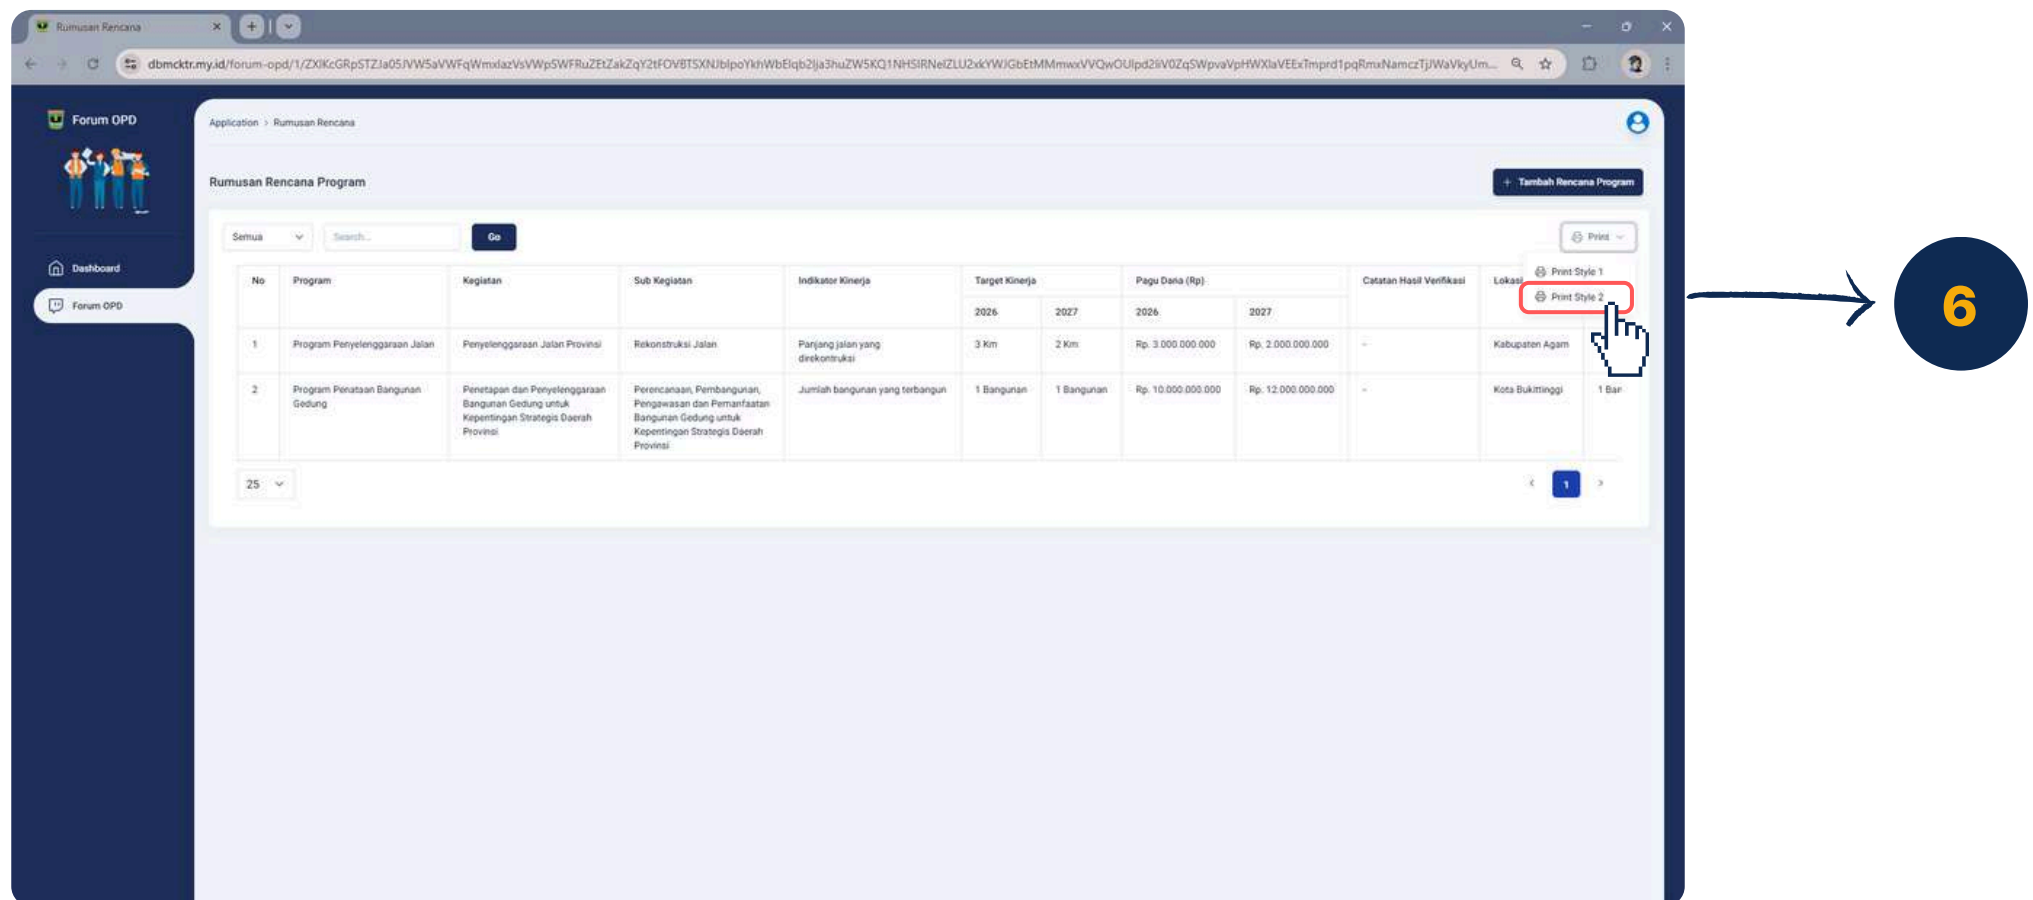 Rumusan Rencana
Forum OPD
Application > Rumusan Rencana
Rumusan Rencana Program
+ Tambah Rencana Program
Semua
Search...
Go
Print
Print Style 1
Print Style 2
Dashboard
Forum OPD
No Program Kegiatan Sub Kegiatan Indikator Kinerja Target Kinerja Pagu Dana (Rp) Catatan Hasil Verifikasi Lokasi
2026 2027 2026 2027
1 Program Penyelenggaraan Jalan Penyelenggaraan Jalan Provinsi Rekonstruksi Jalan Panjang jalan yang 3 Km 2 Km Rp. 3.000.000.000 Rp. 2.000.000.000 - Kabupaten Agam
direkontruksi
2 Program Penataan Bangunan Penetapan dan Penyelenggaraan Perencanaan, Pembangunan, Jumlah bangunan yang terbangun 1 Bangunan 1 Bangunan Rp. 10.000.000.000 Rp. 12.000.000.000 - Kota Bukittinggi 1 Ban
Gedung Bangunan Gedung untuk Pengawasan dan Pemanfaatan
Kepentingan Strategis Daerah Bangunan Gedung untuk
Provinsi Kepentingan Strategis Daerah
Provinsi
25
1
6